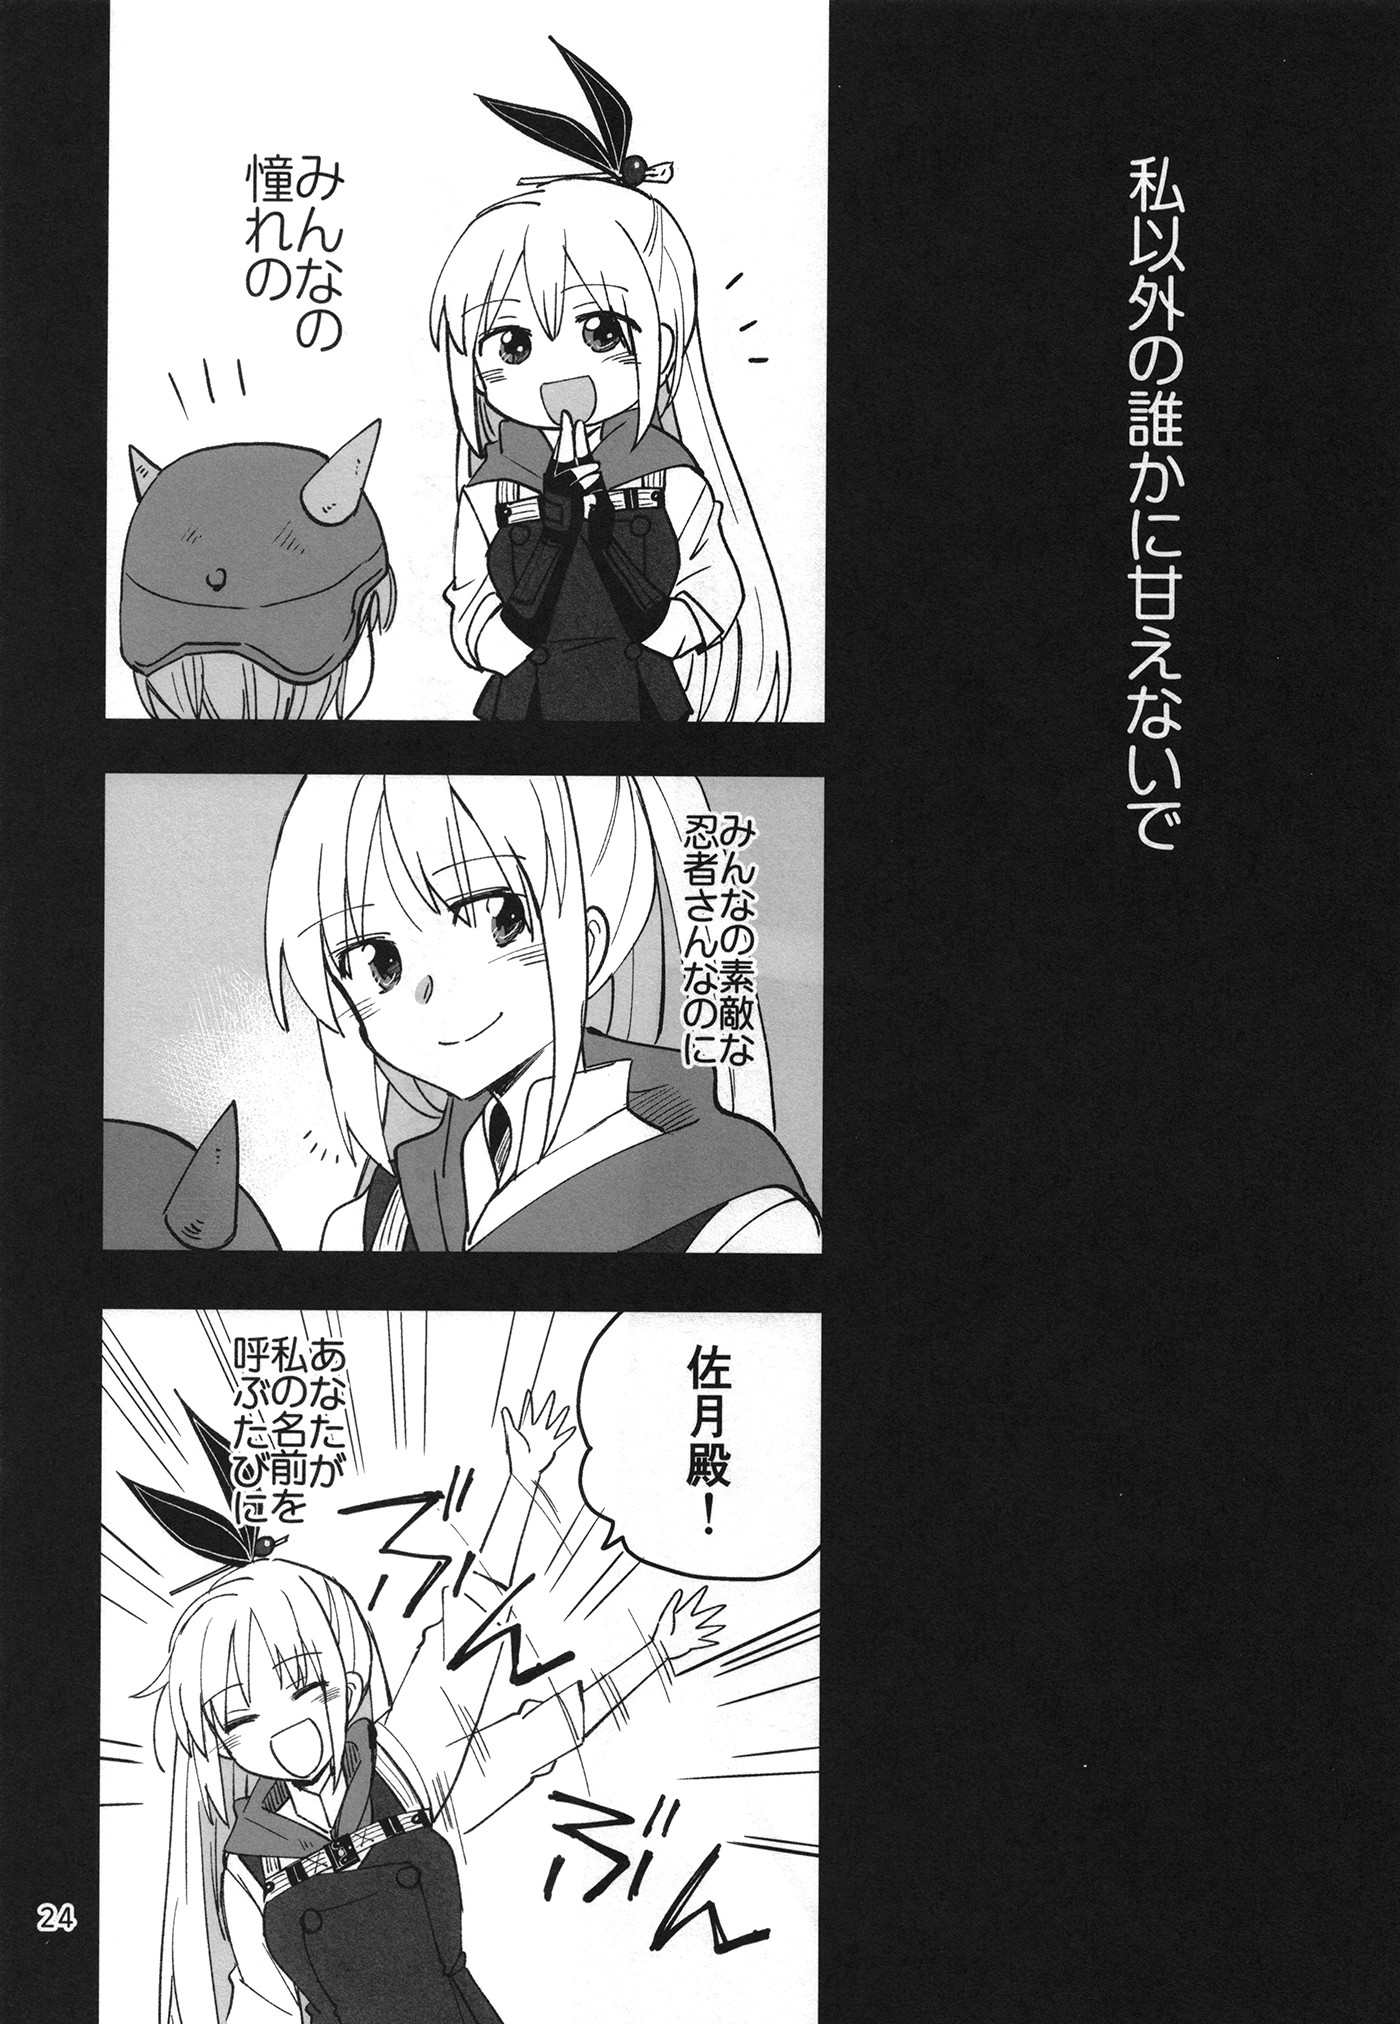 私以外の誰かに甘えないで
みんなの
憧れの
みんなの素敵な
忍者さんなのに
佐月殿！
あなたが
私の名前を
呼ぶたびに
ぶん
ぶん
24